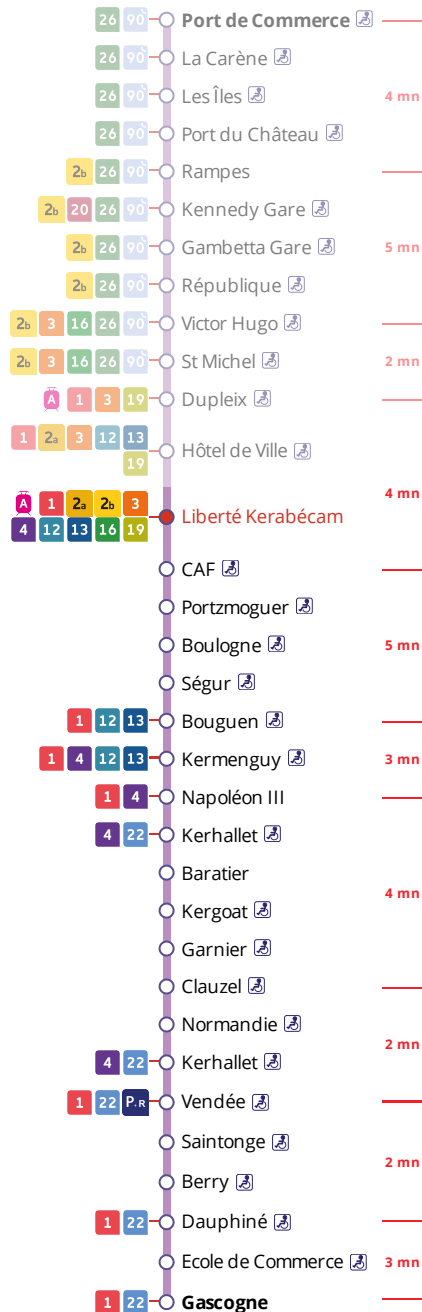 26 90 Port de Commerce
26 90 La Carène
26 90 Les Îles 4 mn
26 90 Port du Château
2b 26 90 Rampes
2b 20 26 90 Kennedy Gare
2b 26 90 Gambetta Gare 5 mn
2b 26 90 République
2b 3 16 26 90 Victor Hugo
2b 3 16 26 90 St Michel 2 mn
A 1 3 19 Dupleix
1 2a 3 12 13 Hôtel de Ville
19
4 mn
A 1 2a 2b 3 Liberté Kerabécam
4 12 13 16 19
CAF
Portzmoguer
Boulogne 5 mn
Ségur
1 12 13 Bouguen
1 4 12 13 Kermenguy 3 mn
1 4 Napoléon III
4 22 Kerhallet
Baratier
4 mn
Kergoat
Garnier
Clauzel
Normandie
2 mn
4 22 Kerhallet
1 22 P.R Vendée
Saintonge
2 mn
Berry
1 22 Dauphiné
Ecole de Commerce 3 mn
1 22 Gascogne